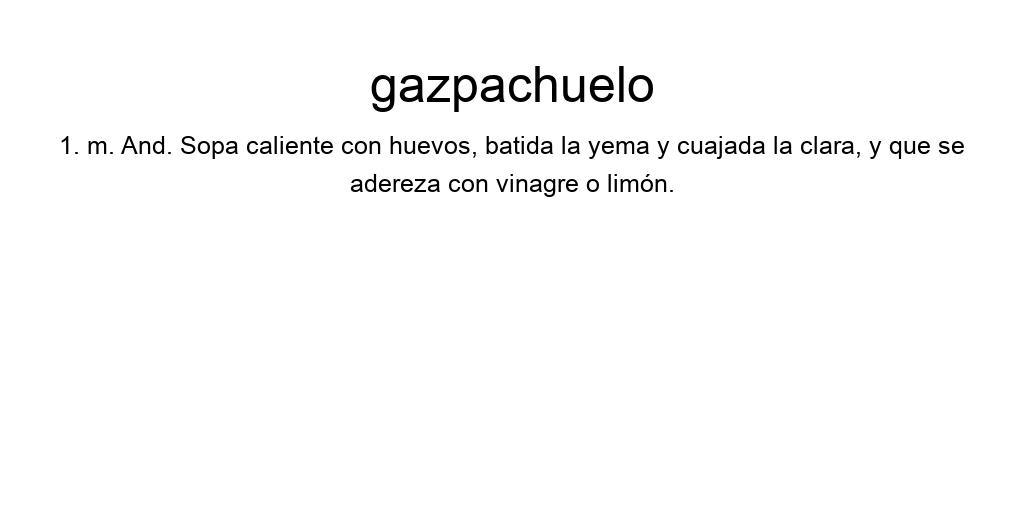 gazpachuelo
1. m. And. Sopa caliente con huevos, batida la yema y cuajada la clara, y que se
adereza con vinagre o limón.